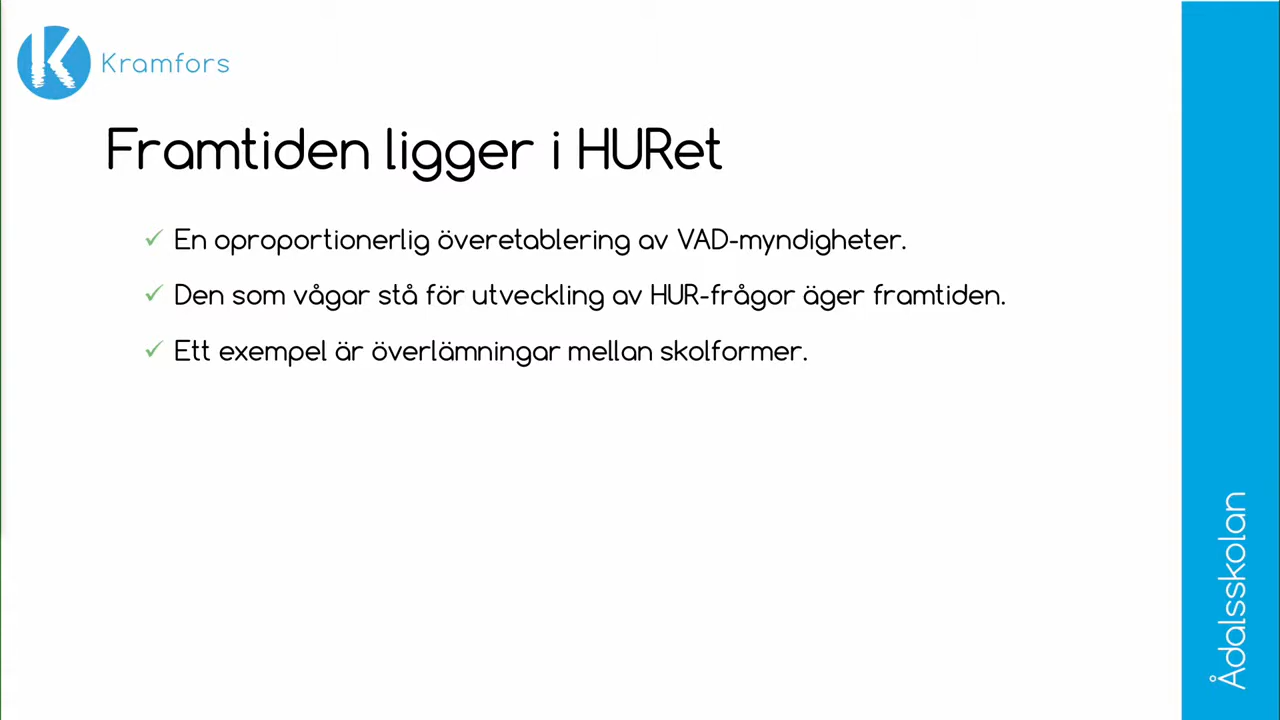 Kramfors
Framtiden ligger i HURet
En oproportionerlig överetablering av VAD-myndigheter.
Den som vågar stå för utveckling av HUR-frågor äger framtiden.
Ett exempel är överlämningar mellan skolformer.
Ådalsskolan